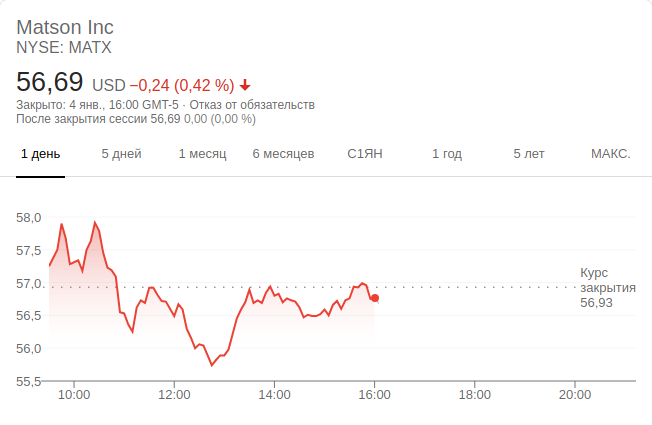 Matson Inc
NYSE: MATX
56,69 USD −0,24 (0,42 %)
Закрыто: 4 янв., 16:00 GMT-5 · Отказ от обязательств
После закрытия сессии 56,69 0,00 (0,00 %)
1 день 5 дней 1 месяц 6 месяцев С1ЯН 1 год 5 лет МАКС.
58,0
57,5
57,0
56,5
56,0
55,5
Курс
закрытия
56,93
10:00 12:00 14:00 16:00 18:00 20:00